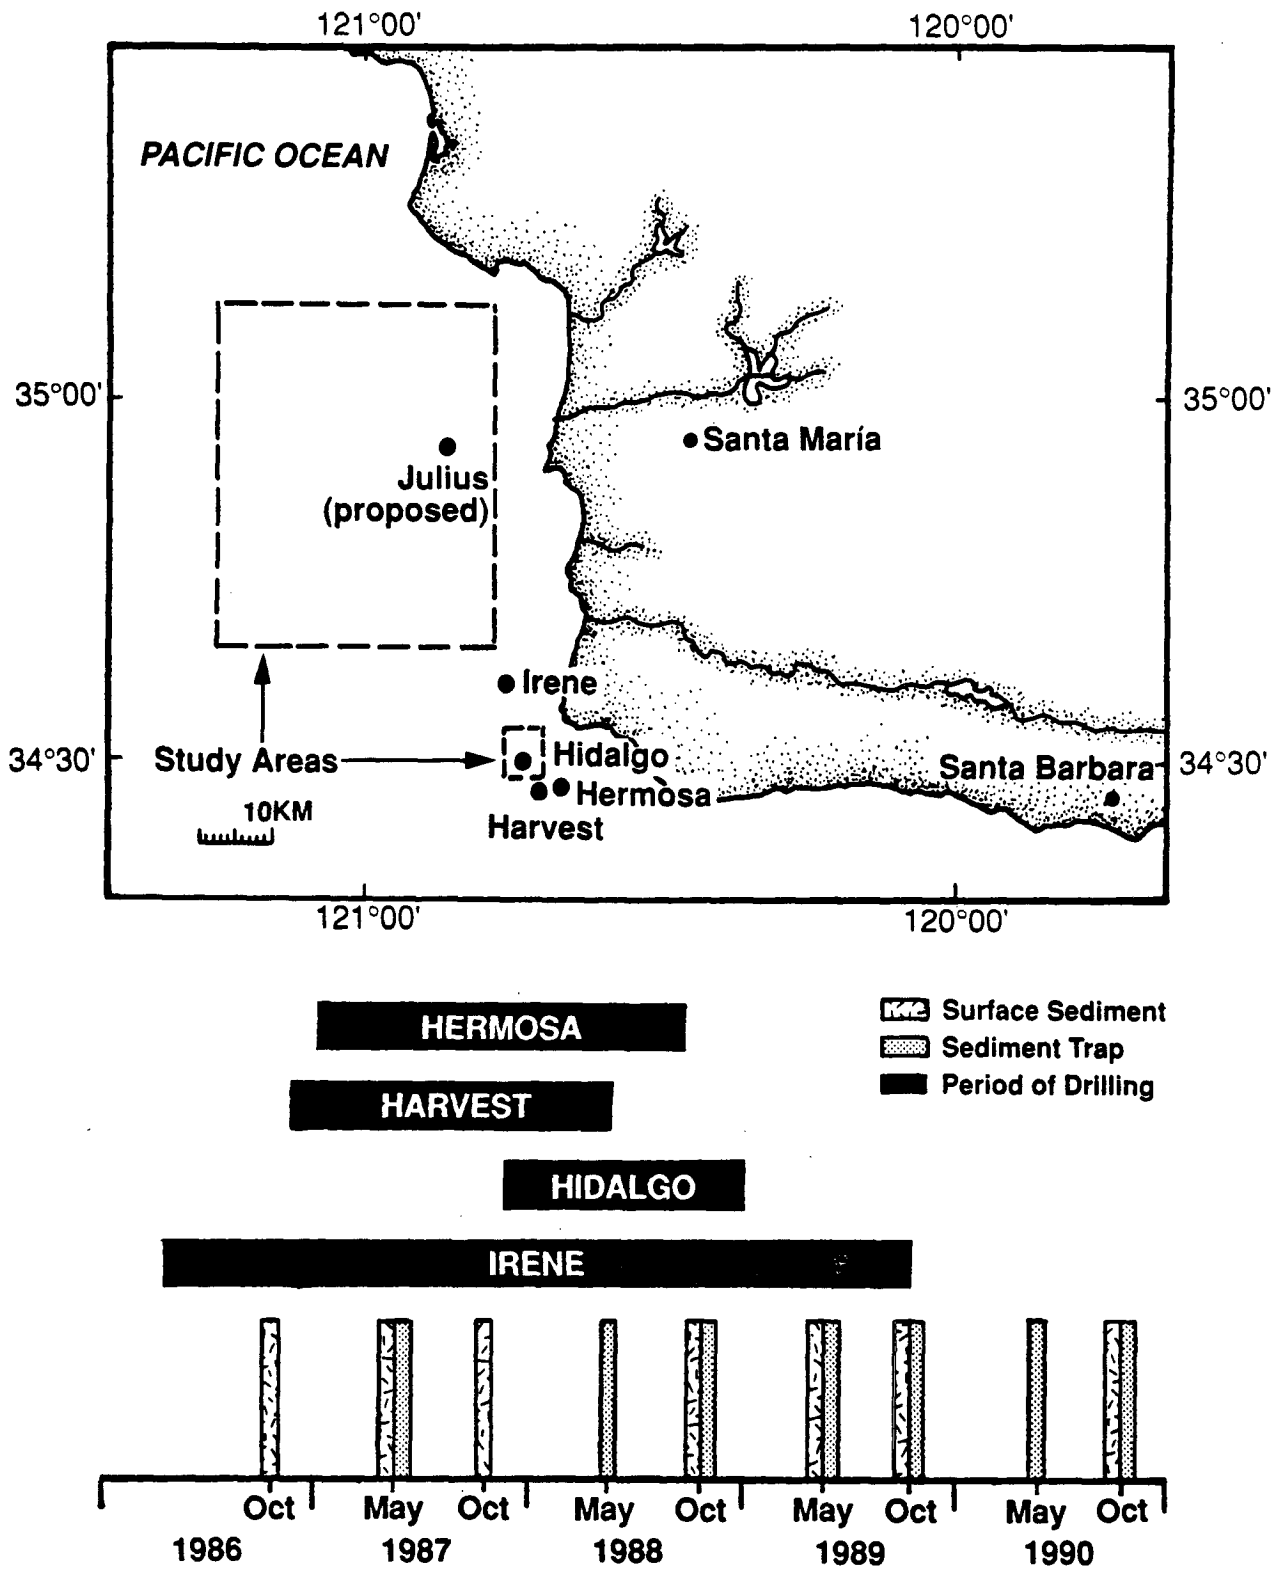 121°00' 120°00'
PACIFIC OCEAN
35°00' 35°00'
Santa María
Julius
(proposed)
Írene
34°30' Study Areas Hidalgo Santa Barbara 34°30'
10KM Hermosa
Harvest
121°00' 120°00'
HERMOSA
HARVEST
HIDALGO
IRENE
Surface Sediment
Sediment Trap
Period of Drilling
Oct May Oct May Oct May Oct May Oct
1986 1987 1988 1989 1990